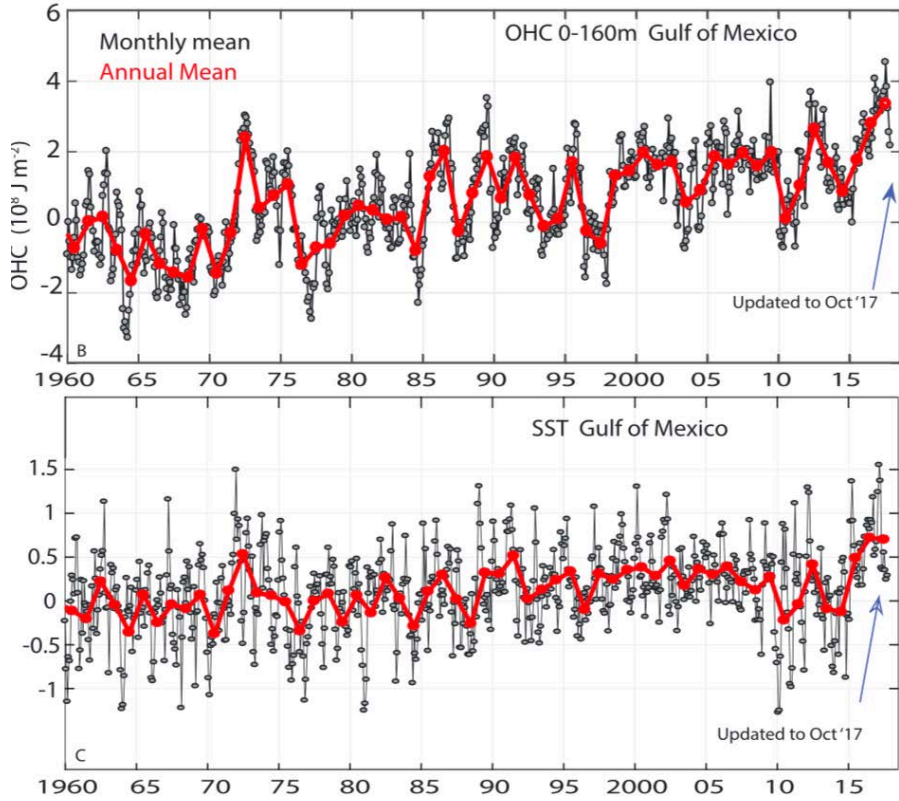 6
4
2
0
-2
-4
OHC (10⁸ J m⁻²)
Monthly mean
Annual Mean
OHC 0-160m Gulf of Mexico
Updated to Oct '17
B
1960 65 70 75 80 85 90 95 2000 05 10 15
SST Gulf of Mexico
1.5
1
0.5
0
-0.5
-1
Updated to Oct '17
C
1960 65 70 75 80 85 90 95 2000 05 10 15